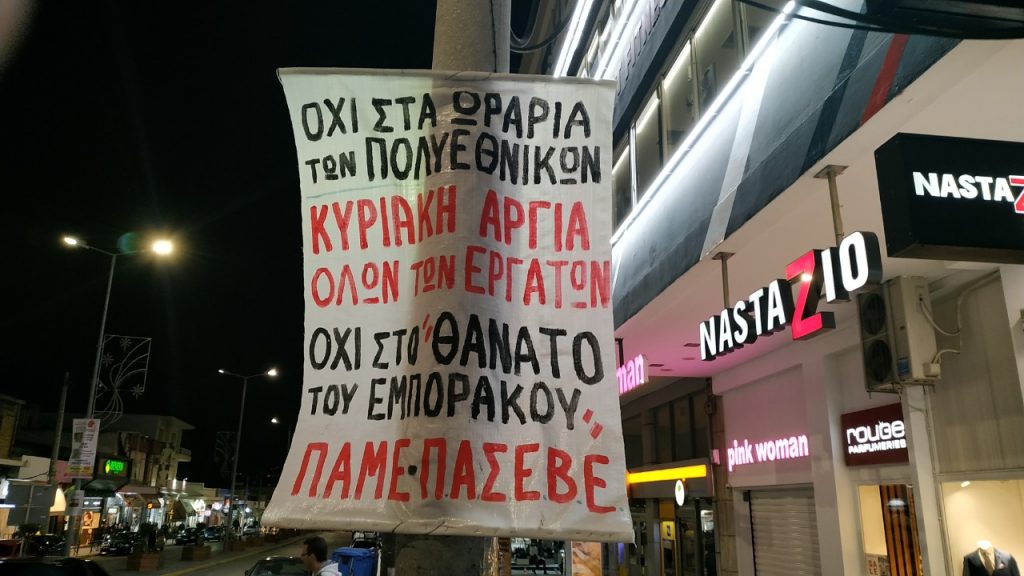 ΟΧΙ ΣΤΑ ΩΡΑΡΙΑ
ΤΩΝ ΠΟΛΥΕΘΝΙΚΩΝ
ΚΥΡΙΑΚΗ ΑΡΓΙΑ
ΟΛΩΝ ΤΩΝ ΕΡΓΑΤΩΝ
ΟΧΙ ΣΤΟ "ΘΑΝΑΤΟ
ΤΟΥ ΕΜΠΟΡΑΚΟΥ"
ΠΑΜΕ·ΠΑΣΕΒΕ
NASTAZ
NASTAZIO
man
pink woman
route
PARFUMERIES